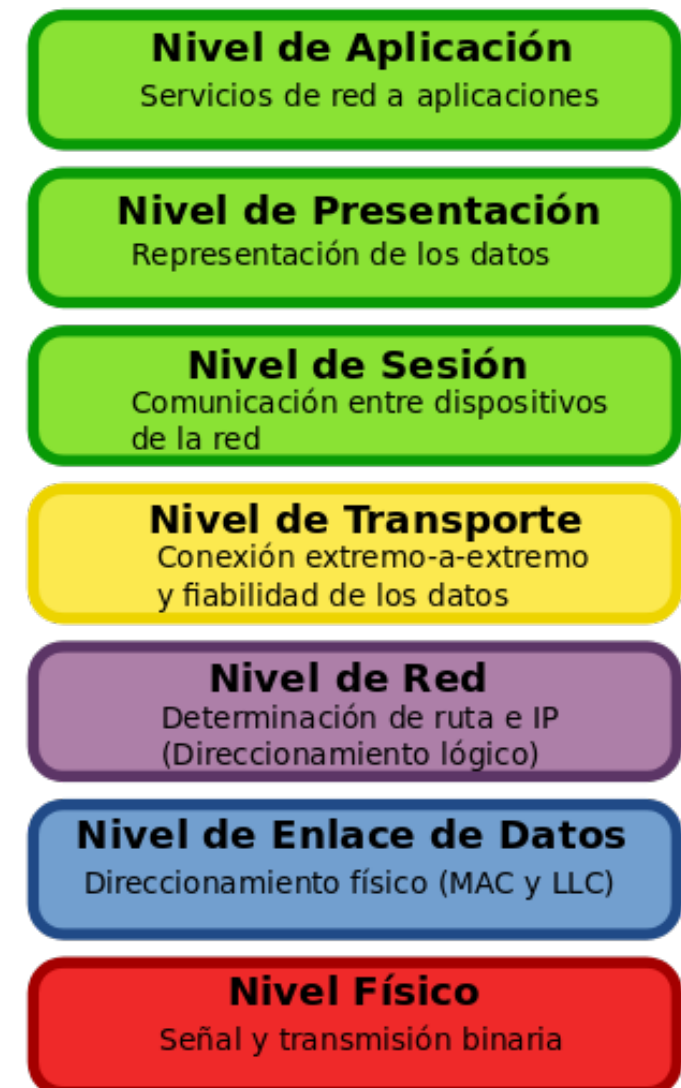 Nivel de Aplicación
Servicios de red a aplicaciones
Nivel de Presentación
Representación de los datos
Nivel de Sesión
Comunicación entre dispositivos
de la red
Nivel de Transporte
Conexión extremo-a-extremo
y fiabilidad de los datos
Nivel de Red
Determinación de ruta e IP
(Direccionamiento lógico)
Nivel de Enlace de Datos
Direccionamiento físico (MAC y LLC)
Nivel Físico
Señal y transmisión binaria